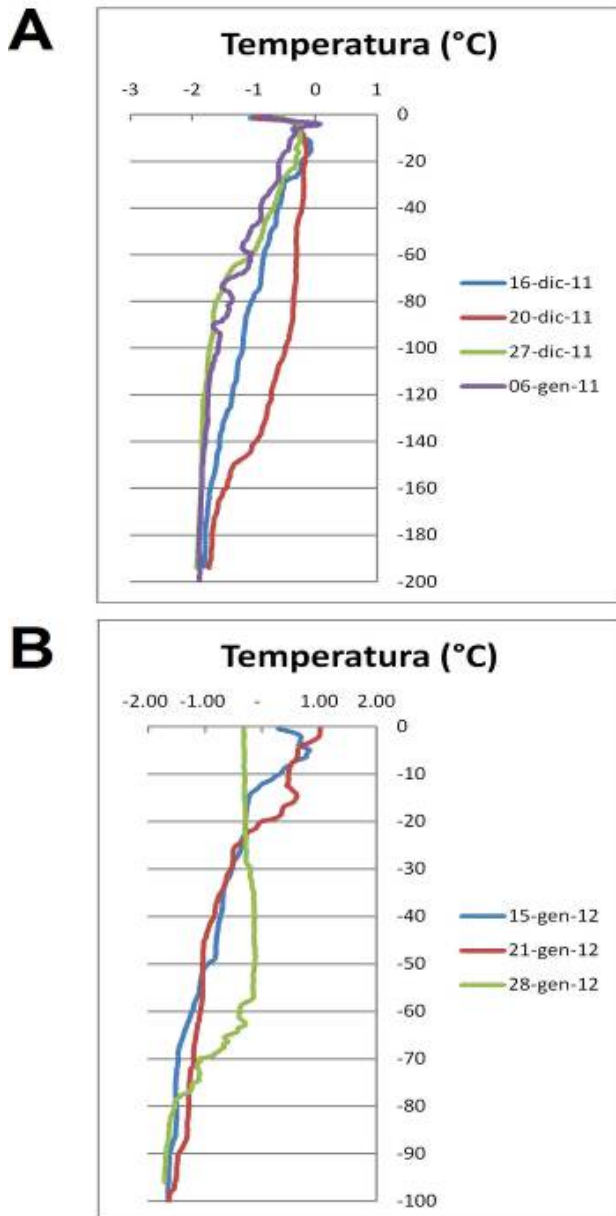 A
Temperatura (°C)
-3 -2 -1 0 1
0
-20
-40
-60
-80
-100
-120
-140
-160
-180
-200
16-dic-11
20-dic-11
27-dic-11
06-gen-11
B
Temperatura (°C)
-2.00 -1.00 - 1.00 2.00
0
-10
-20
-30
-40
-50
-60
-70
-80
-90
-100
15-gen-12
21-gen-12
28-gen-12